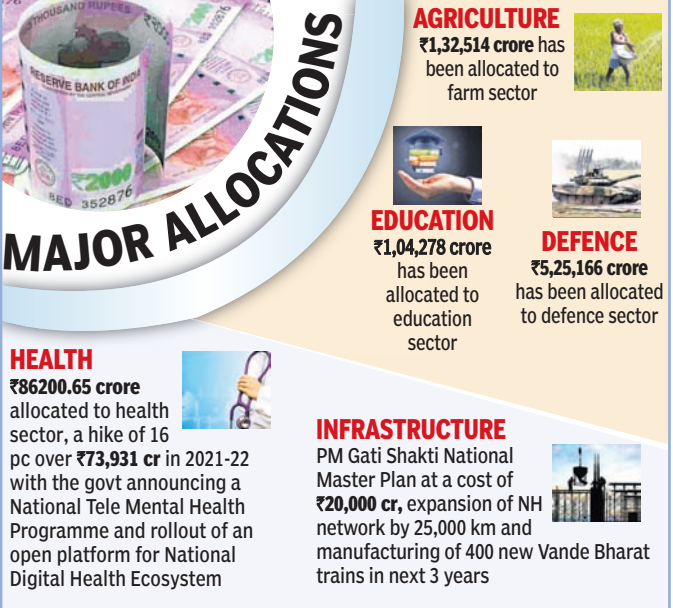 THOUSAND RUPEES
RESERVE BANK OF INDIA
₹2000
BED 352876
MAJOR ALLOCATIONS
AGRICULTURE
₹1,32,514 crore has
been allocated to
farm sector
EDUCATION
₹1,04,278 crore
has been
allocated to
education
sector
DEFENCE
₹5,25,166 crore
has been allocated
to defence sector
HEALTH
₹86200.65 crore
allocated to health
sector, a hike of 16
pc over ₹73,931 cr in 2021-22
with the govt announcing a
National Tele Mental Health
Programme and rollout of an
open platform for National
Digital Health Ecosystem
INFRASTRUCTURE
PM Gati Shakti National
Master Plan at a cost of
₹20,000 cr, expansion of NH
network by 25,000 km and
manufacturing of 400 new Vande Bharat
trains in next 3 years